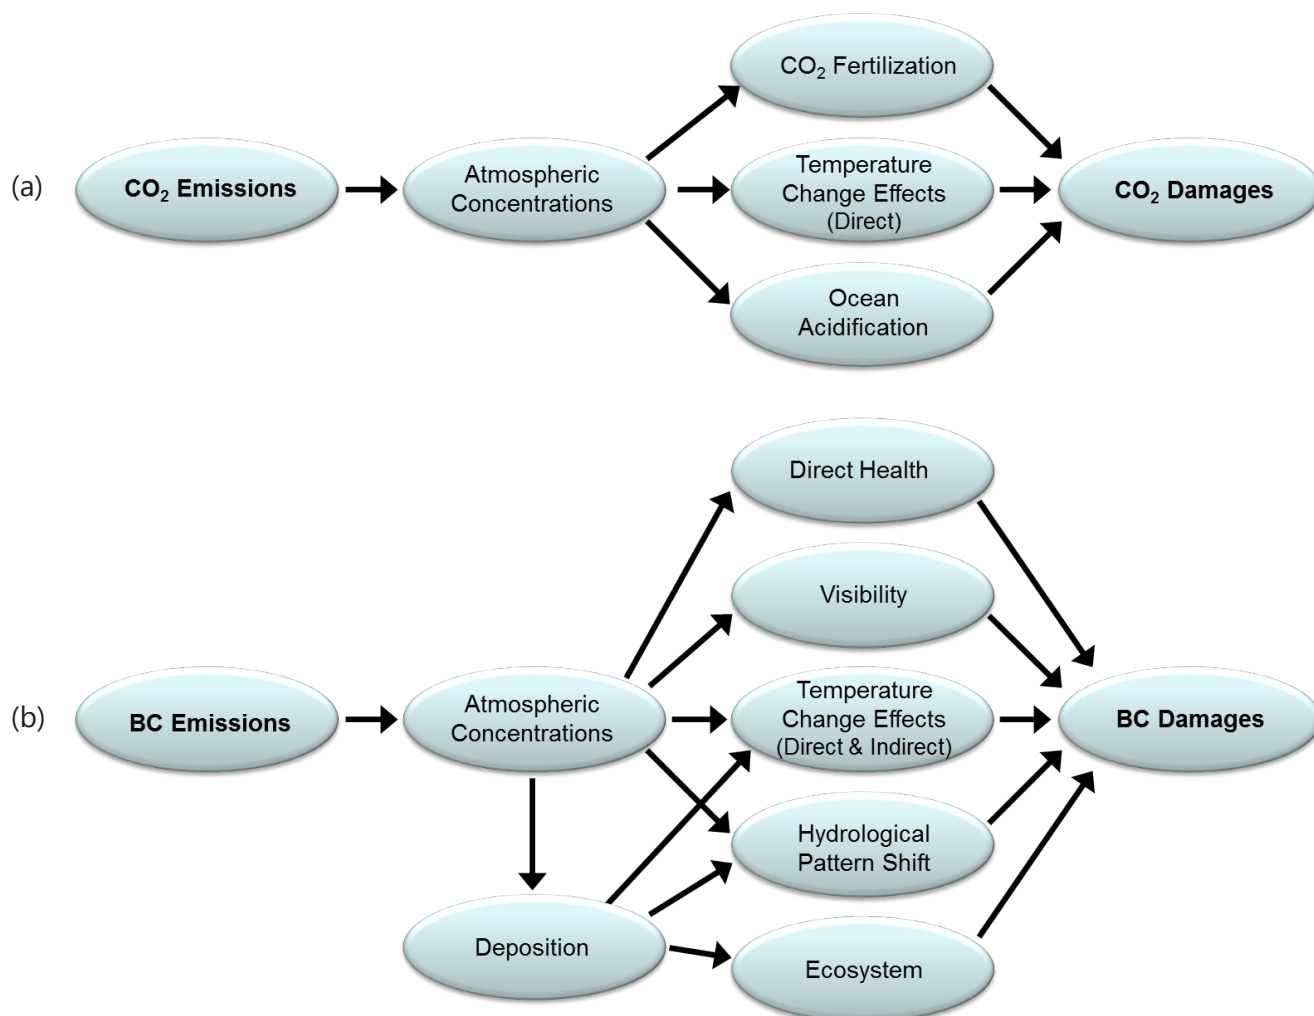 (a)
CO₂ Emissions
Atmospheric
Concentrations
CO₂ Fertilization
Temperature
Change Effects
(Direct)
Ocean
Acidification
CO₂ Damages
(b)
BC Emissions
Atmospheric
Concentrations
Deposition
Direct Health
Visibility
Temperature
Change Effects
(Direct & Indirect)
Hydrological
Pattern Shift
Ecosystem
BC Damages